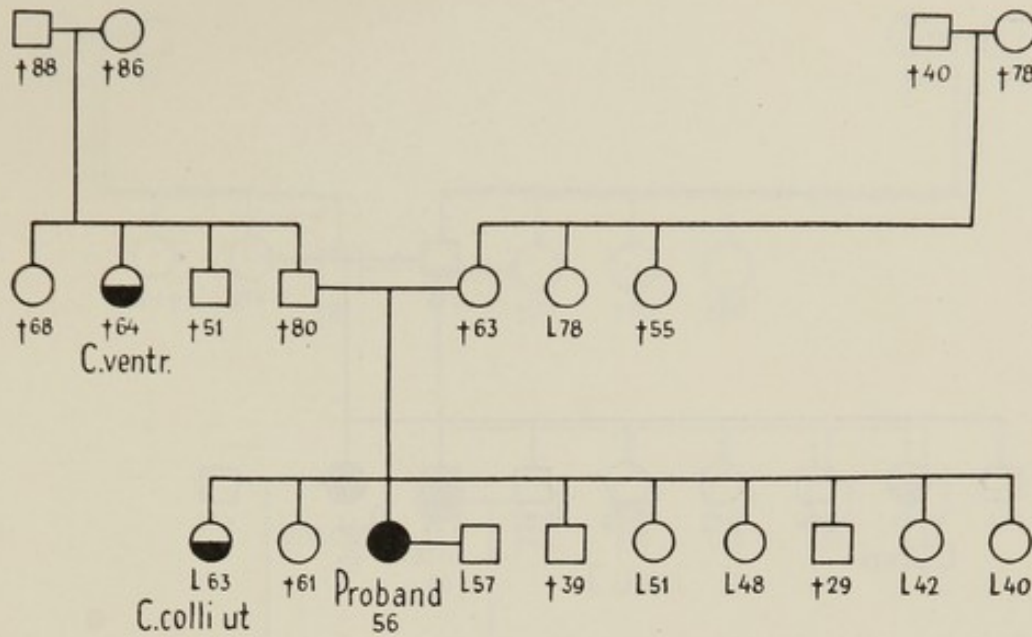 †88 †86 †40 †78
†68 †64 †51 †80 †63 L78 †55
C.ventr.
L63 †61 Proband L57 †39 L51 L48 †29 L42 L40
C.colli ut 56